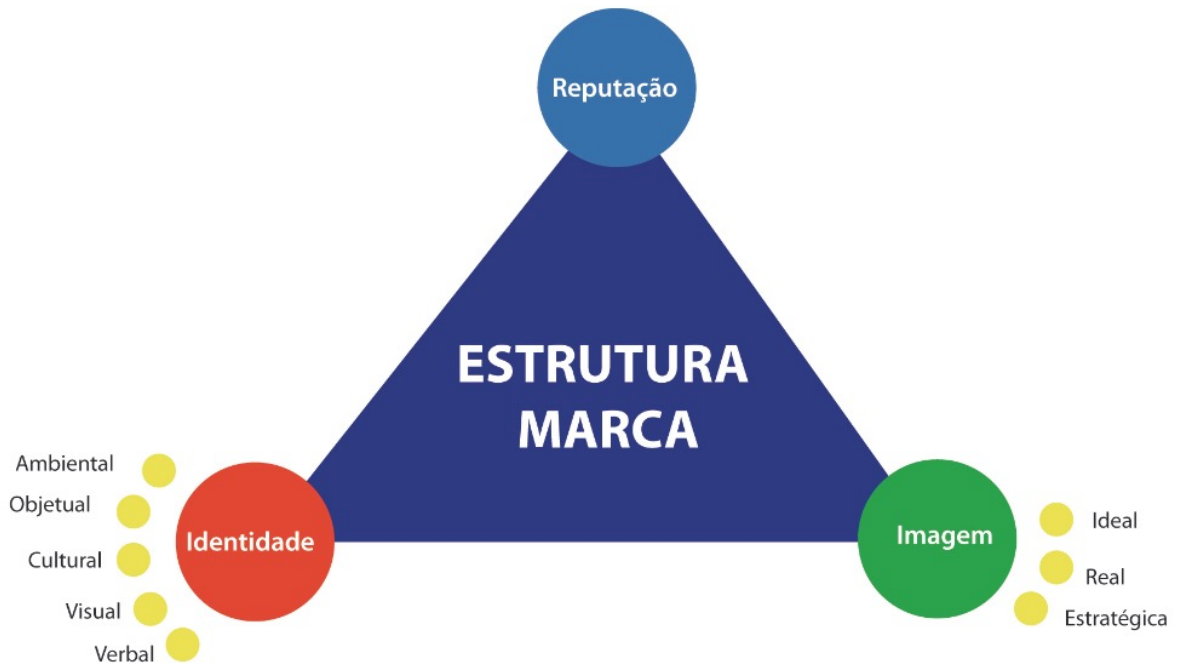 Reputação
ESTRUTURA
MARCA
Ambiental
Objetual
Cultural
Visual
Verbal
Identidade
Imagem
Ideal
Real
Estratégica